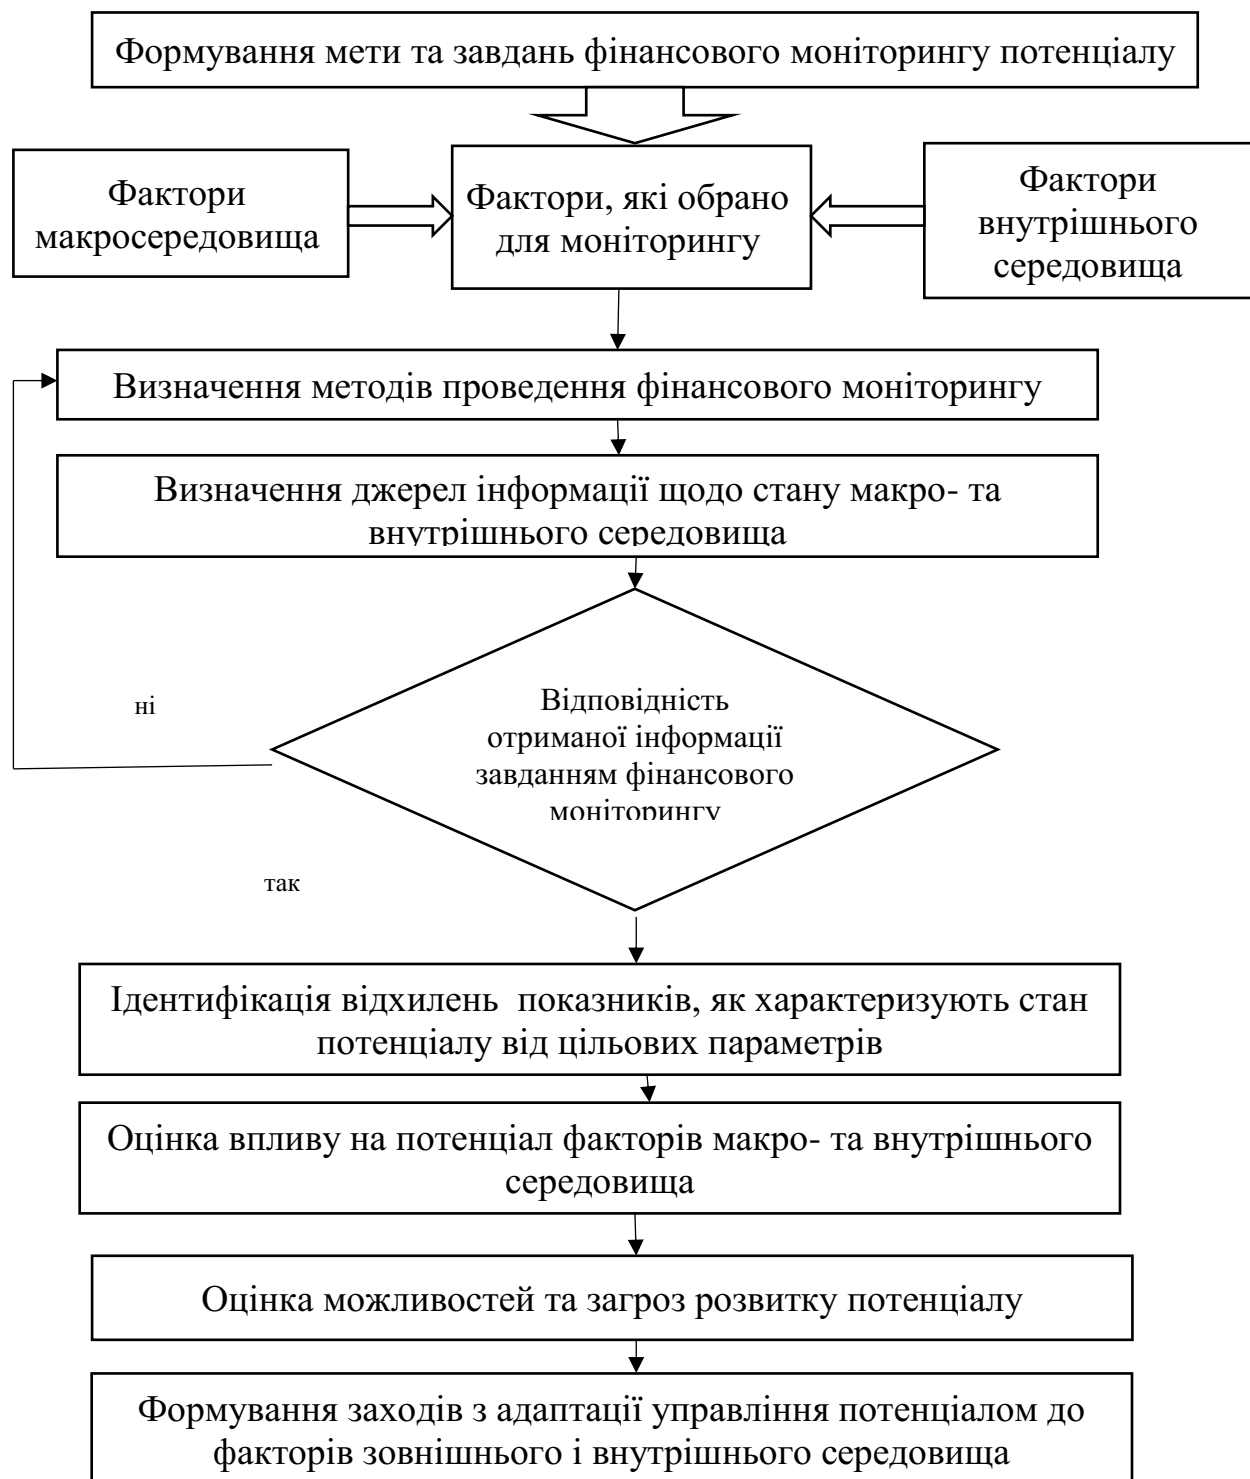 Формування мети та завдань фінансового моніторингу потенціалу
Фактори
макросередовища
Фактори, які обрано
для моніторингу
Фактори
внутрішнього
середовища
Визначення методів проведення фінансового моніторингу
Визначення джерел інформації щодо стану макро- та
внутрішнього середовища
ні
Відповідність
отриманої інформації
завданням фінансового
моніторингу
так
Ідентифікація відхилень показників, як характеризують стан
потенціалу від цільових параметрів
Оцінка впливу на потенціал факторів макро- та внутрішнього
середовища
Оцінка можливостей та загроз розвитку потенціалу
Формування заходів з адаптації управління потенціалом до
факторів зовнішнього і внутрішнього середовища